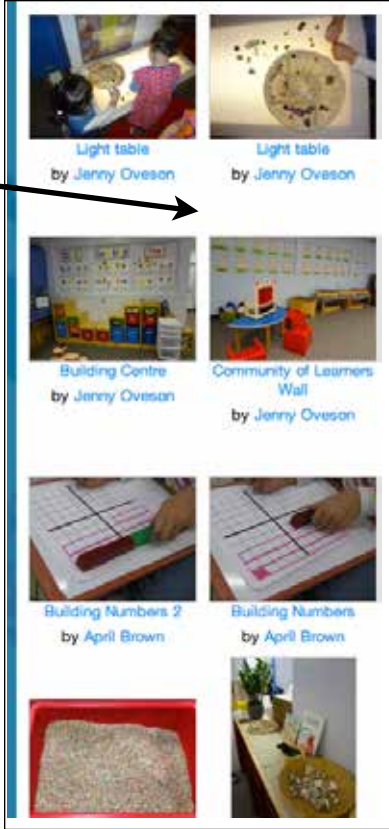 Light table
by Jenny Oveson
Light table
by Jenny Oveson
Building Centre
by Jenny Oveson
Community of Learners
Wall
by Jenny Oveson
Building Numbers 2
by April Brown
Building Numbers
by April Brown